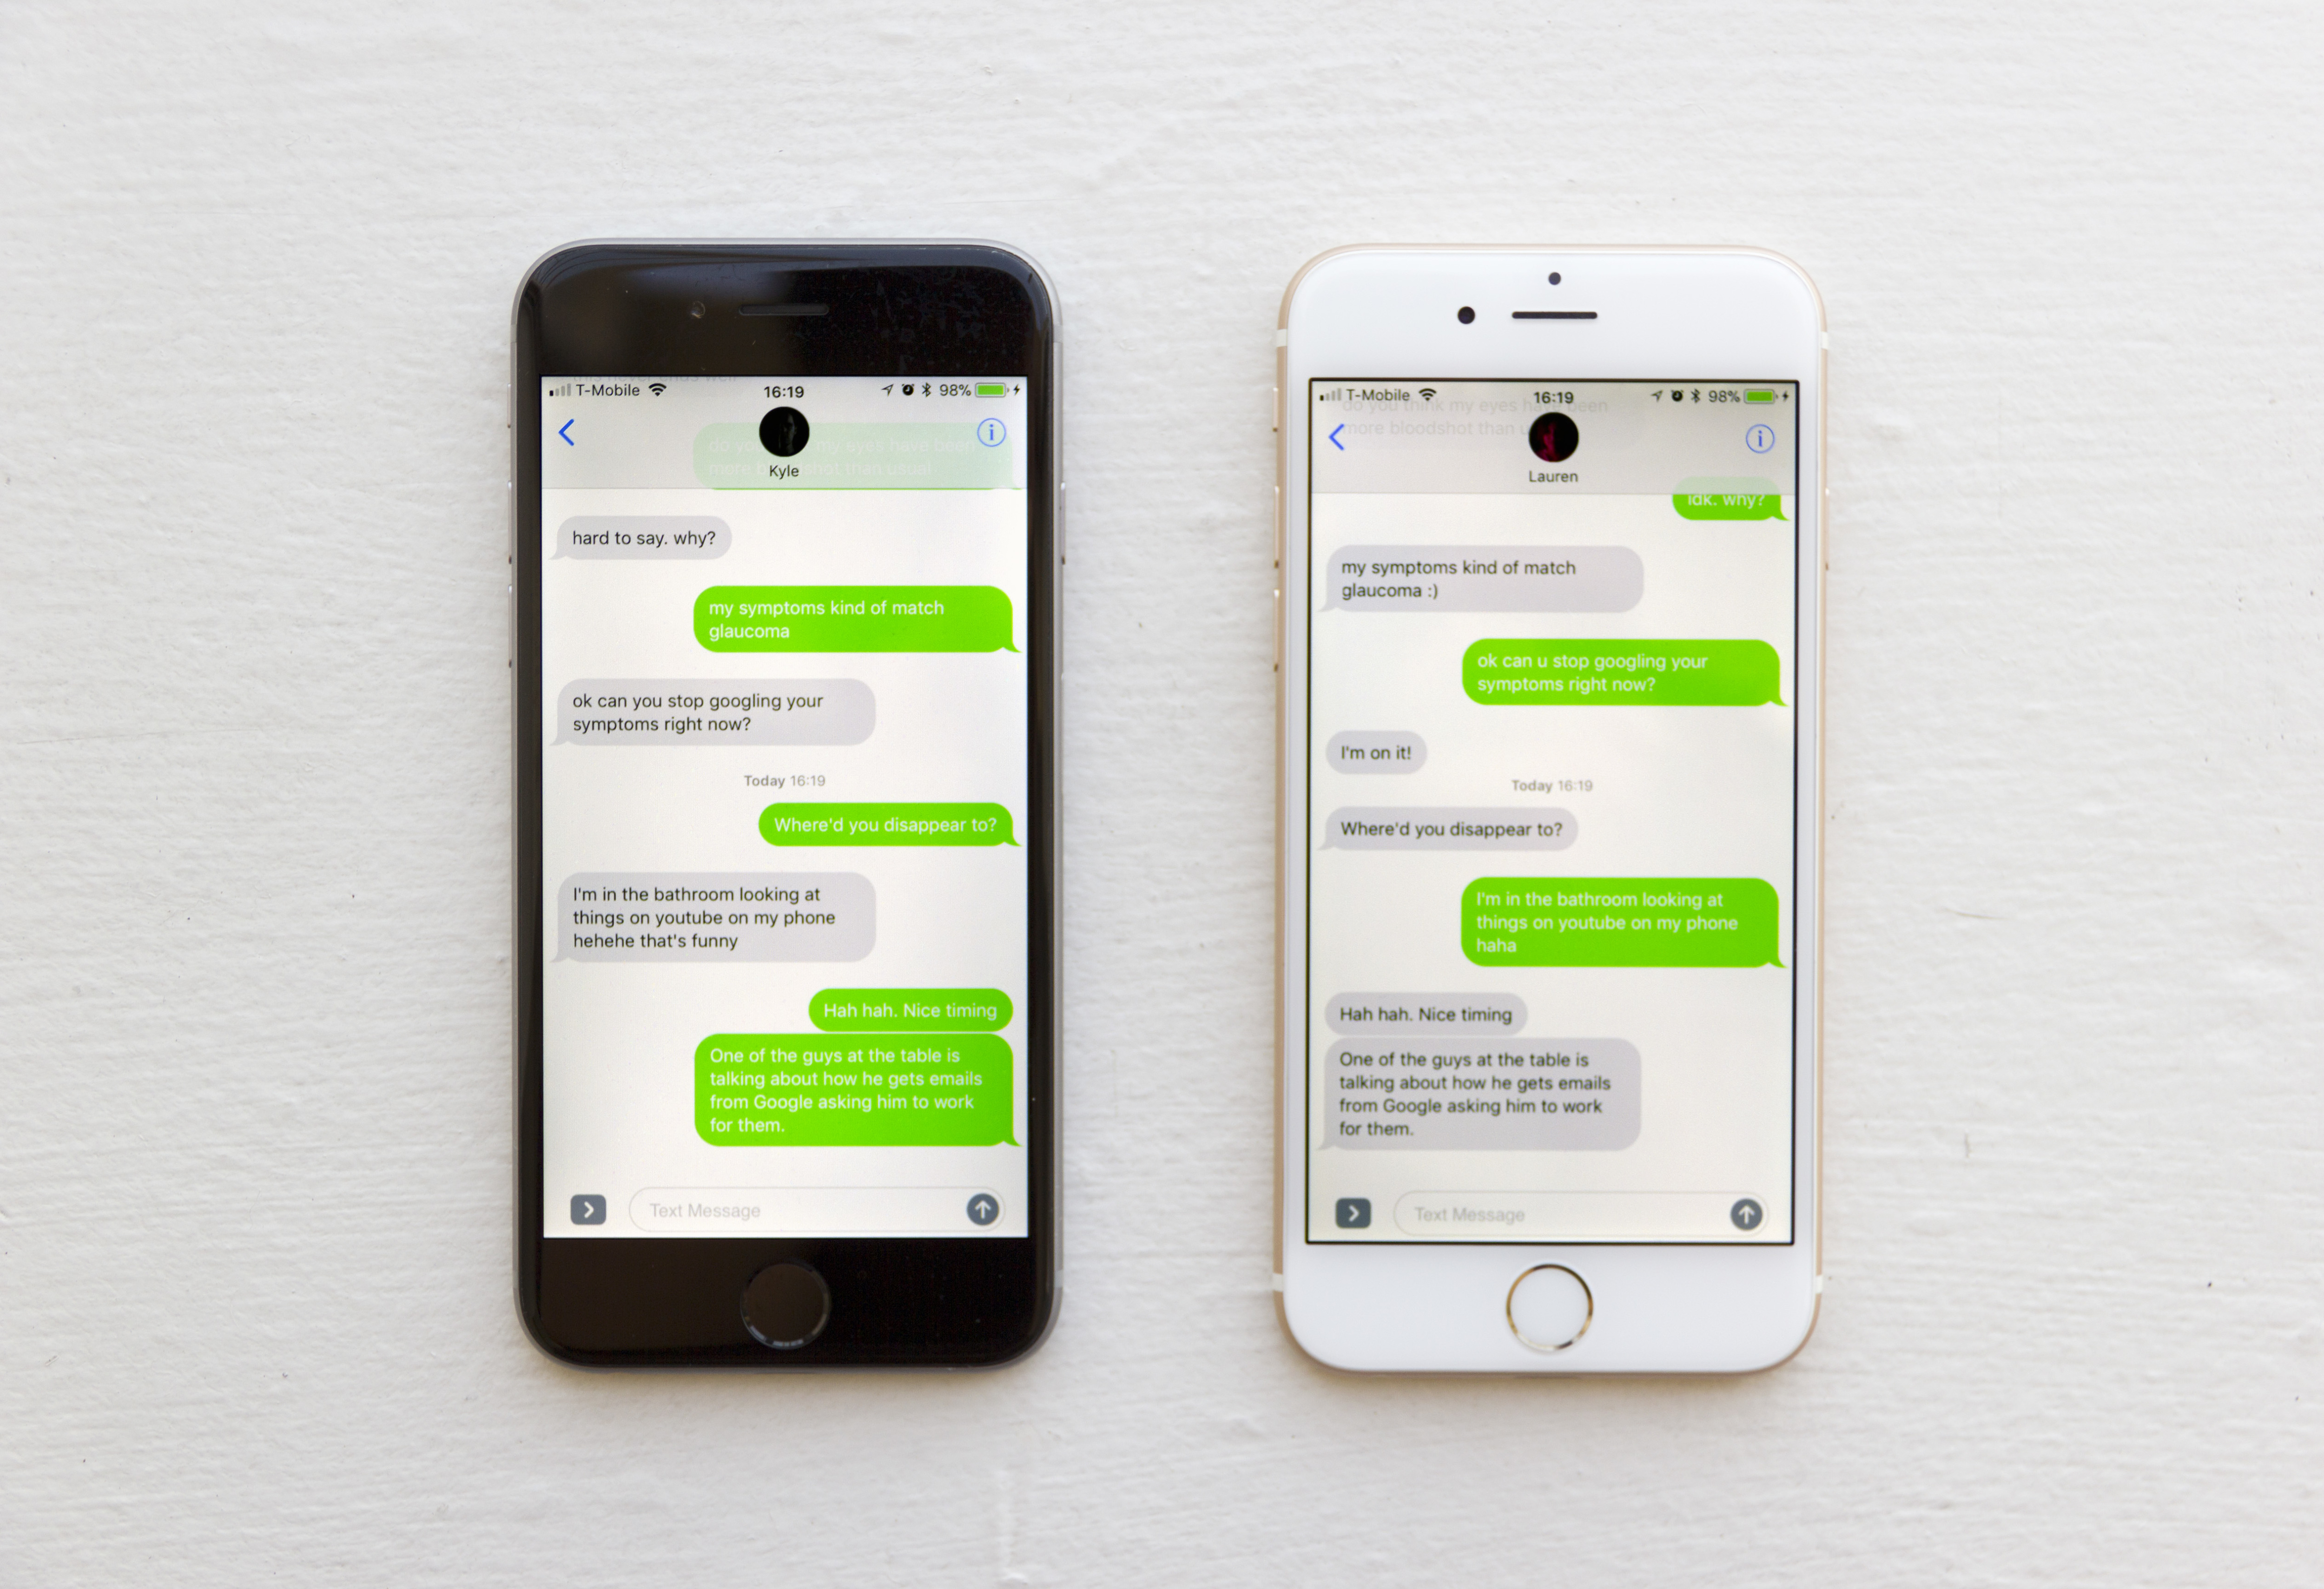 T-Mobile 16:19 98%
do you my eyes have been
more bloodshot than usual
Kyle
hard to say. why?
my symptoms kind of match
glaucoma
ok can you stop googling your
symptoms right now?
Today 16:19
Where'd you disappear to?
I'm in the bathroom looking at
things on youtube on my phone
hehehe that's funny
Hah hah. Nice timing
One of the guys at the table is
talking about how he gets emails
from Google asking him to work
for them.
Text Message
T-Mobile 16:19 98%
do you think my eyes have been
more bloodshot than
Lauren
idk. why?
my symptoms kind of match
glaucoma :)
ok can u stop googling your
symptoms right now?
I'm on it!
Today 16:19
Where'd you disappear to?
I'm in the bathroom looking at
things on youtube on my phone
haha
Hah hah. Nice timing
One of the guys at the table is
talking about how he gets emails
from Google asking him to work
for them.
Text Message